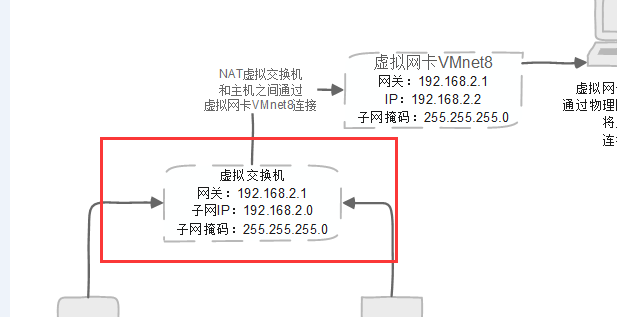 NAT虚拟交换机
和主机之间通过
虚拟网卡VMnet8连接
虚拟网卡VMnet8
网关：192.168.2.1
IP：192.168.2.2
子网掩码：255.255.255.0
虚拟网
通过物理
将
连
虚拟交换机
网关：192.168.2.1
子网IP：192.168.2.0
子网掩码：255.255.255.0